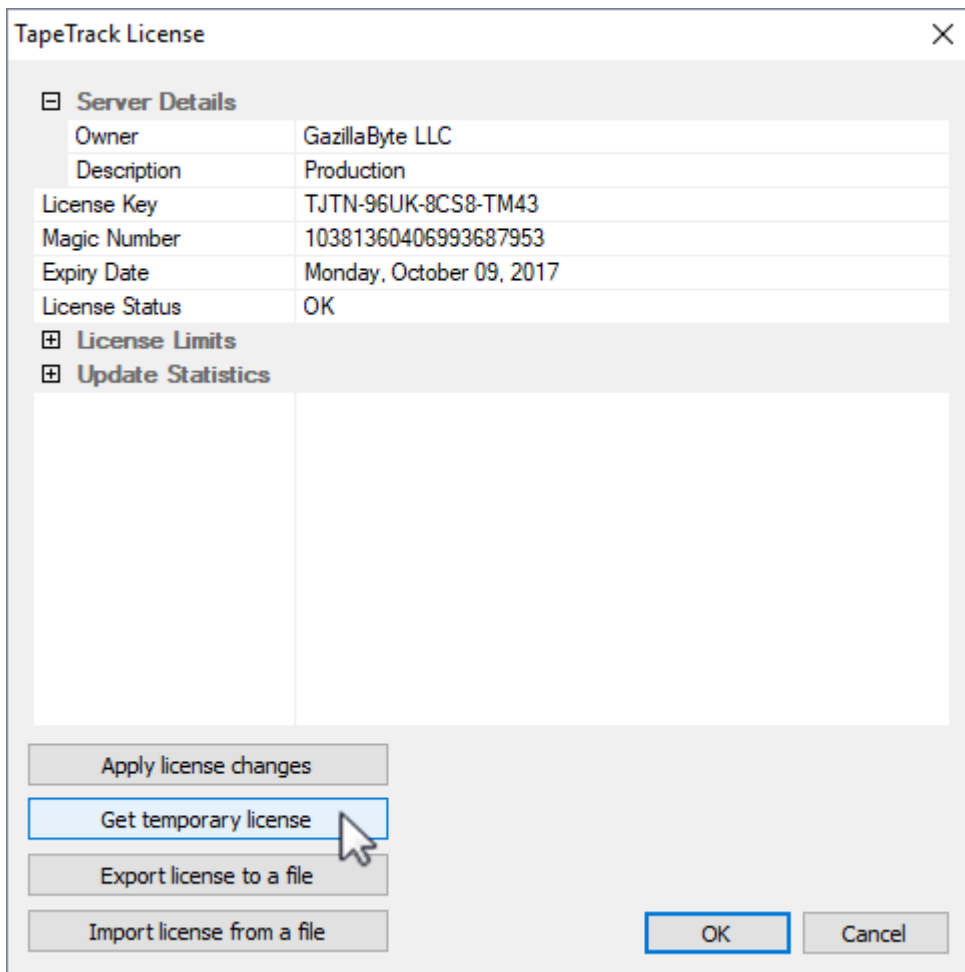 TapeTrack License
Server Details
Owner GazillaByte LLC
Description Production
License Key TJTN-96UK-8CS8-TM43
Magic Number 10381360406993687953
Expiry Date Monday, October 09, 2017
License Status OK
License Limits
Update Statistics
Apply license changes
Get temporary license
Export license to a file
Import license from a file OK Cancel